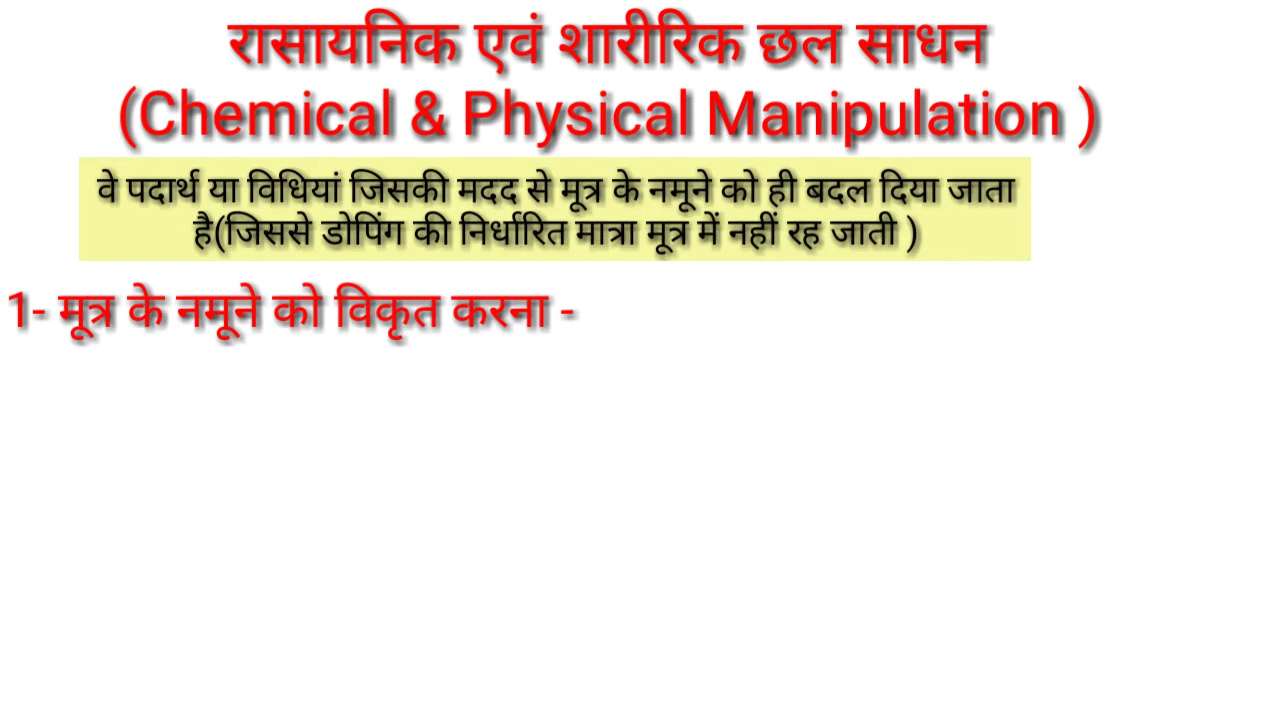 रासायनिक एवं शारीरिक छल साधन
(Chemical & Physical Manipulation )
वे पदार्थ या विधियां जिसकी मदद से मूत्र के नमूने को ही बदल दिया जाता
है(जिससे डोपिंग की निर्धारित मात्रा मूत्र में नहीं रह जाती )
1- मूत्र के नमूने को विकृत करना -